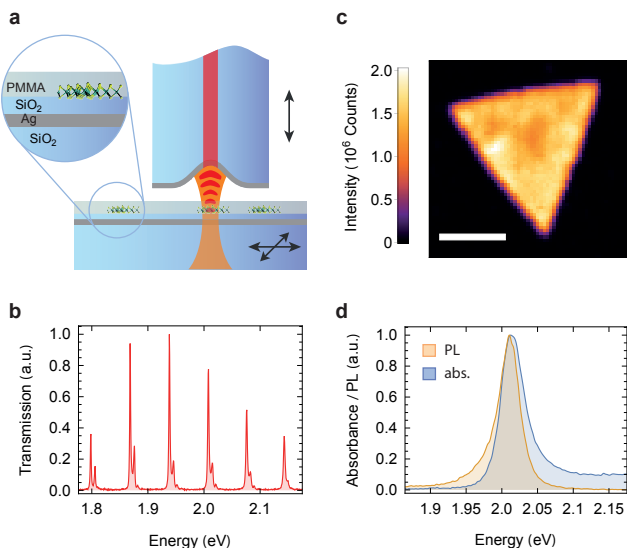 a
PMMA
SiO₂
Ag
SiO₂
c
Intensity (10⁶ Counts)
2.0
1.5
1.0
0.5
0
b
Transmission (a.u.)
1.0
0.8
0.6
0.4
0.2
0.0
1.8 1.9 2.0 2.1
Energy (eV)
d
Absorbance / PL (a.u.)
1.0
0.8
0.6
0.4
0.2
0.0
PL
abs.
1.9 1.95 2.0 2.05 2.1 2.15
Energy (eV)